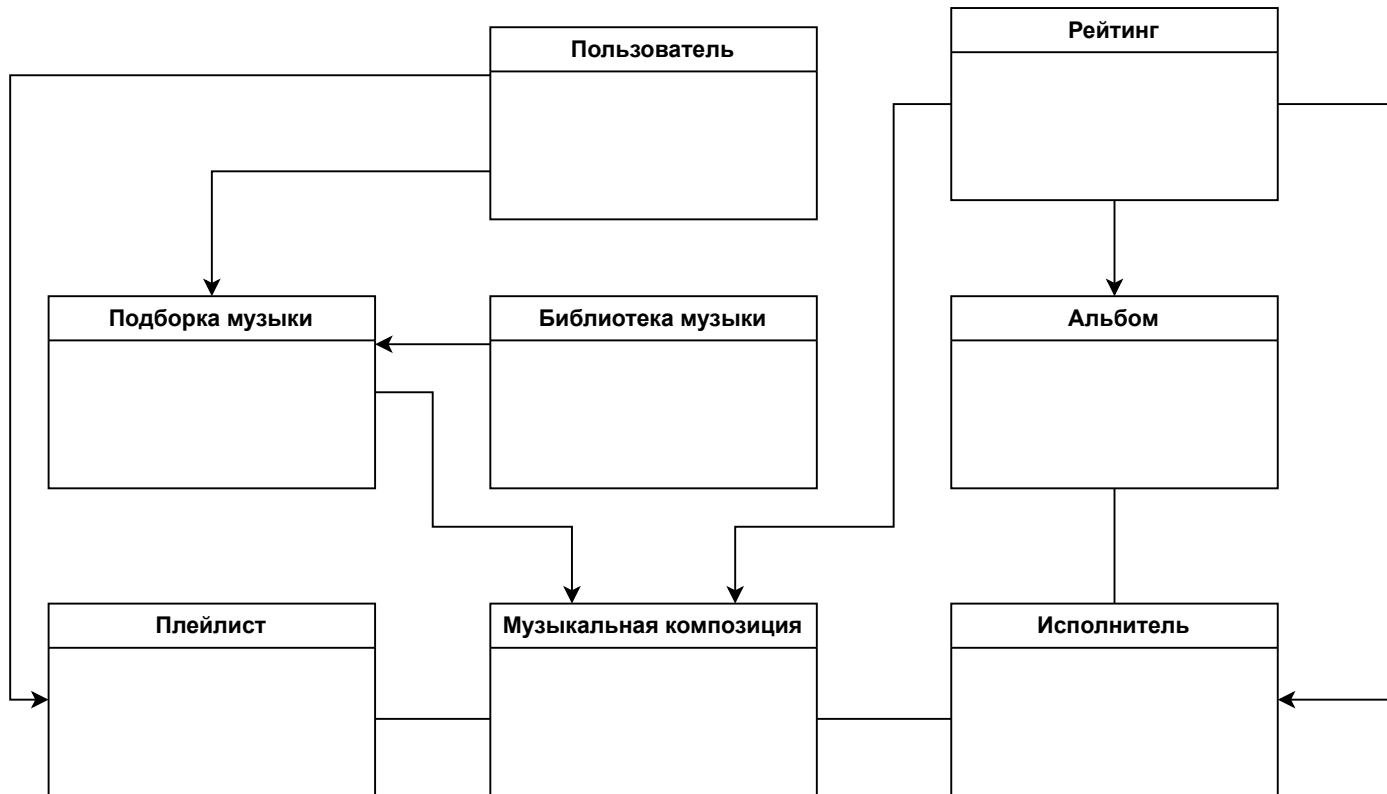 Пользователь
Рейтинг
Подборка музыки
Библиотека музыки
Альбом
Плейлист
Музыкальная композиция
Исполнитель